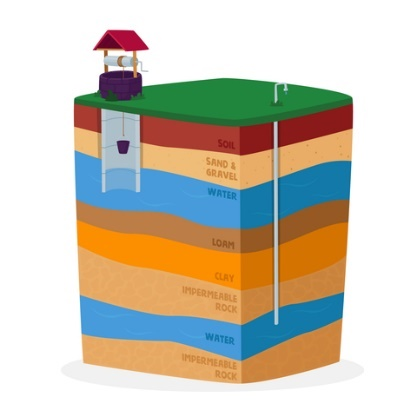 SOIL
SAND &
GRAVEL
WATER
LOAM
CLAY
IMPERMEABLE
ROCK
WATER
IMPERMEABLE
ROCK